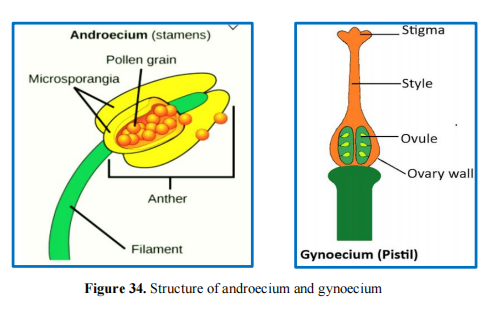 Androecium (stamens)
Pollen grain
Microsporangia
Anther
Filament
Stigma
Style
Ovule
Ovary wall
Gynoecium (Pistil)
Figure 34. Structure of androecium and gynoecium